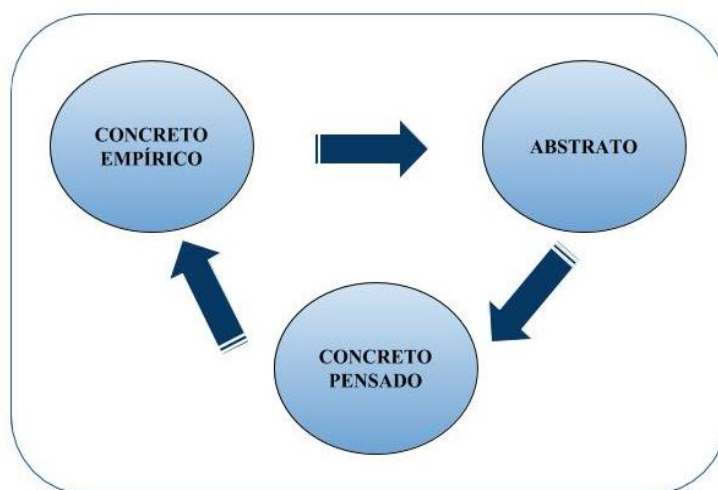 CONCRETO
EMPÍRICO
ABSTRATO
CONCRETO
PENSADO